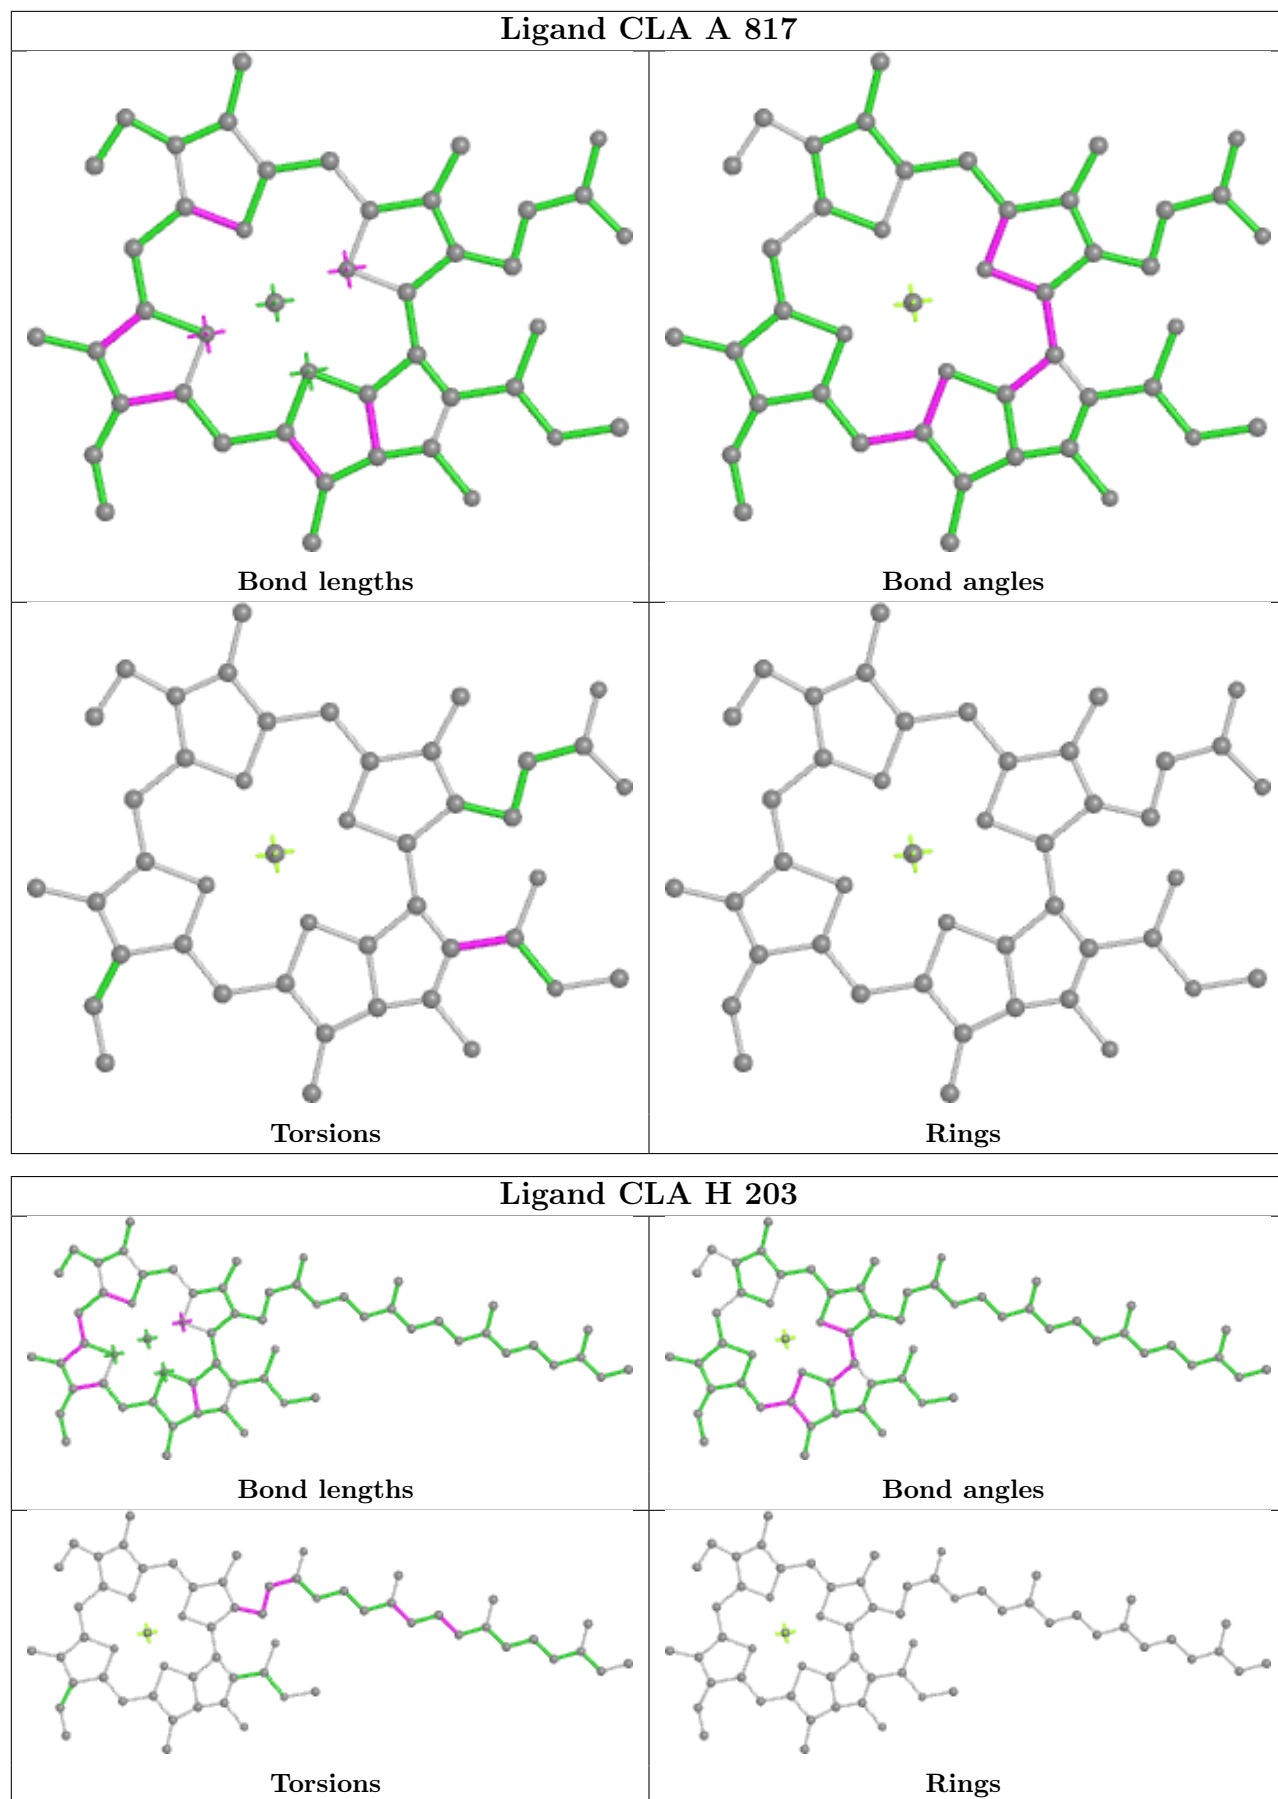 Ligand CLA A 817
Bond lengths
Bond angles
Torsions
Rings
Ligand CLA H 203
Bond lengths
Bond angles
Torsions
Rings